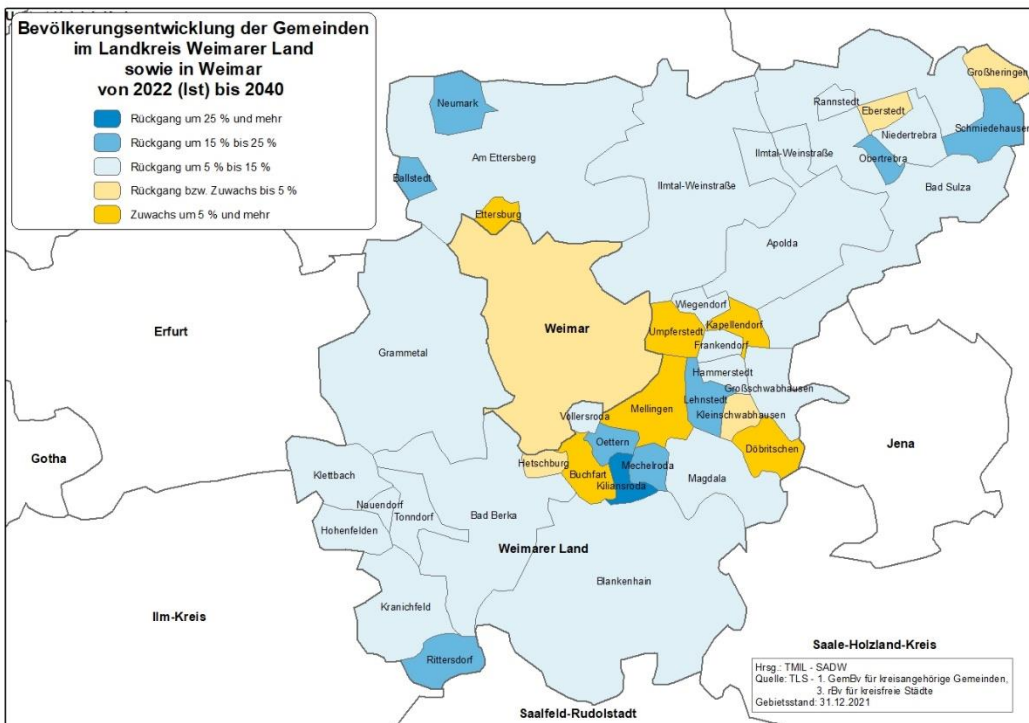 Bevölkerungsentwicklung der Gemeinden
im Landkreis Weimarer Land
sowie in Weimar
von 2022 (Ist) bis 2040
Rückgang um 25 % und mehr
Rückgang um 15 % bis 25 %
Rückgang um 5 % bis 15 %
Rückgang bzw. Zuwachs bis 5 %
Zuwachs um 5 % und mehr
Großheringen
Neumark
Rannstedt
Eberstedt
Schmiedehausen
Niedertrebra
Ilmtal-Weinstraße
Am Ettersberg
Obertrebra
Ballstedt
Ilmtal-Weinstraße
Bad Sulza
Ettersburg
Apolda
Wiegendorf
Erfurt
Weimar
Umpferstedt
Kapellendorf
Frankendorf
Grammetal
Hammerstedt
Großschwabhausen
Lehnstedt
Mellingen
Kleinschwabhausen
Vollersroda
Jena
Oettern
Döbritschen
Gotha
Hetschburg
Mechelroda
Buchfart
Klettbach
Kiliansroda
Magdala
Nauendorf
Bad Berka
Tonndorf
Hohenfelden
Weimarer Land
Blankenhain
Kranichfeld
Ilm-Kreis
Saale-Holzland-Kreis
Rittersdorf
Hrsg.: TMIL - SADW
Quelle: TLS - 1. GemBv für kreisangehörige Gemeinden,
3. rBv für kreisfreie Städte
Gebietsstand: 31.12.2021
Saalfeld-Rudolstadt